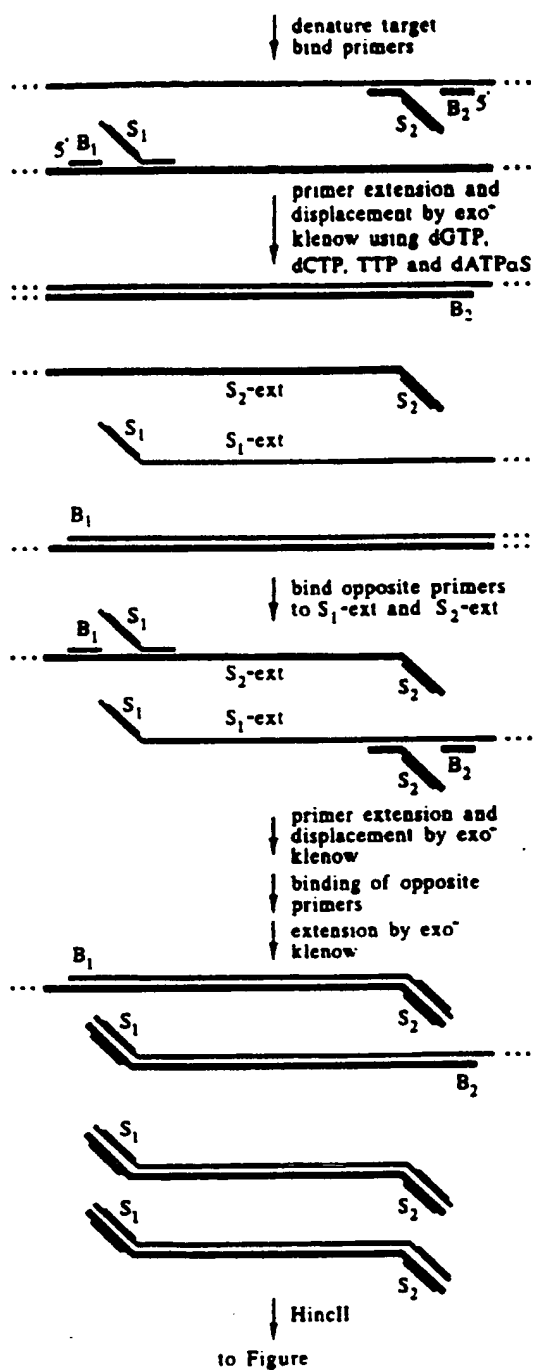 denature target
bind primers
... ...
B₂ 5'
S₂
5' B₁ S₁
... ...
primer extension and
displacement by exo⁻
klenow using dGTP,
dCTP, TTP and dATPαS
... ...
B₂
...
S₂-ext S₂
S₁ S₁-ext
...
B₁
... ...
bind opposite primers
to S₁-ext and S₂-ext
B₁ S₁
...
S₂-ext S₂
S₁ S₁-ext
...
S₂ B₂
primer extension and
displacement by exo⁻
klenow
binding of opposite
primers
extension by exo⁻
klenow
B₁
...
S₂
S₁
...
B₂
S₁
S₂
S₁
S₂
HincII
to Figure